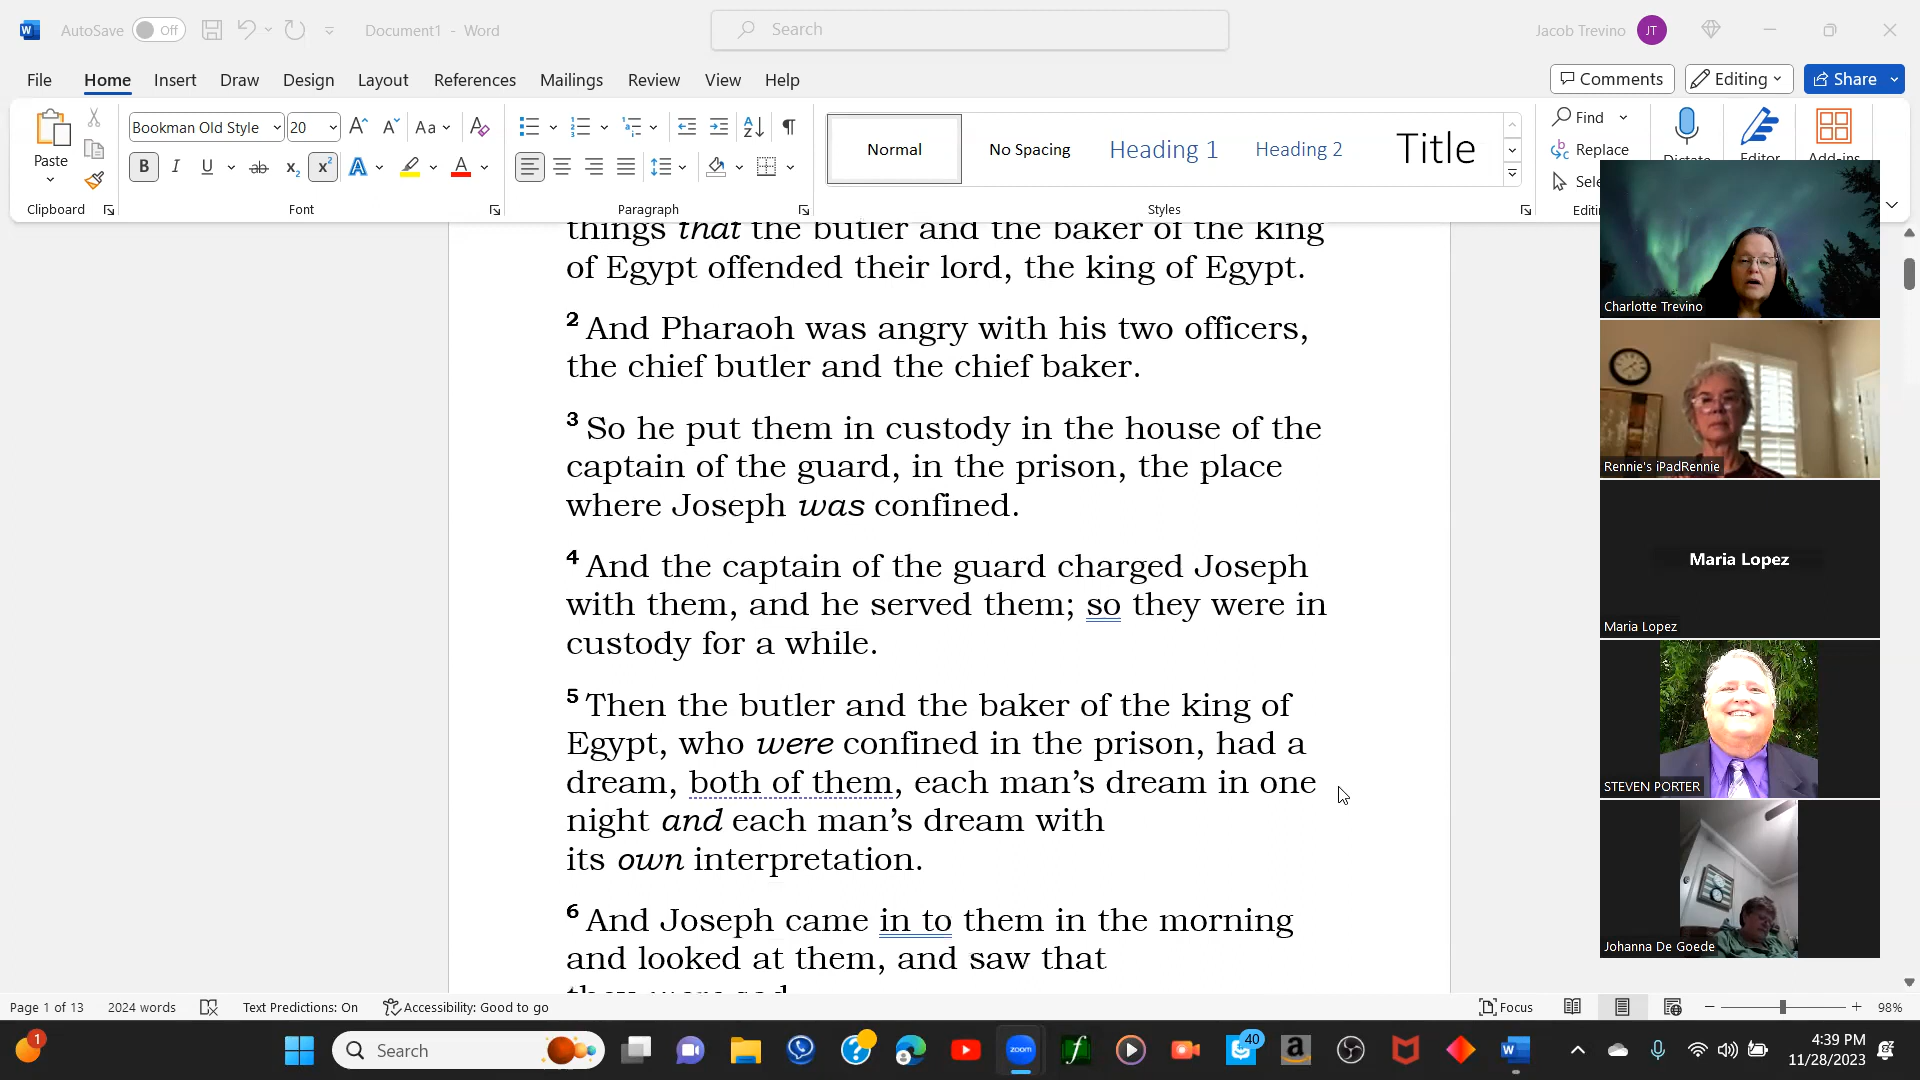 AutoSave Off Document1 - Word Search Jacob Trevino JT
File Home Insert Draw Design Layout References Mailings Review View Help Comments Editing Share
Paste Bookman Old Style 20 Aa Normal No Spacing Heading 1 Heading 2 Title Find
Replace
Clipboard Font Paragraph Styles
things that the butler and the baker of the king
of Egypt offended their lord, the king of Egypt.
2 And Pharaoh was angry with his two officers,
the chief butler and the chief baker.
3 So he put them in custody in the house of the
captain of the guard, in the prison, the place
where Joseph was confined.
4 And the captain of the guard charged Joseph
with them, and he served them; so they were in
custody for a while.
5 Then the butler and the baker of the king of
Egypt, who were confined in the prison, had a
dream, both of them, each man's dream in one
night and each man's dream with
its own interpretation.
6 And Joseph came in to them in the morning
and looked at them, and saw that
Charlotte Trevino
Rennie's iPadRennie
Maria Lopez
Maria Lopez
STEVEN PORTER
Johanna De Goede
Page 1 of 13 2024 words Text Predictions: On Accessibility: Good to go Focus 98%
1 Search zoom 40 4:39 PM
11/28/2023